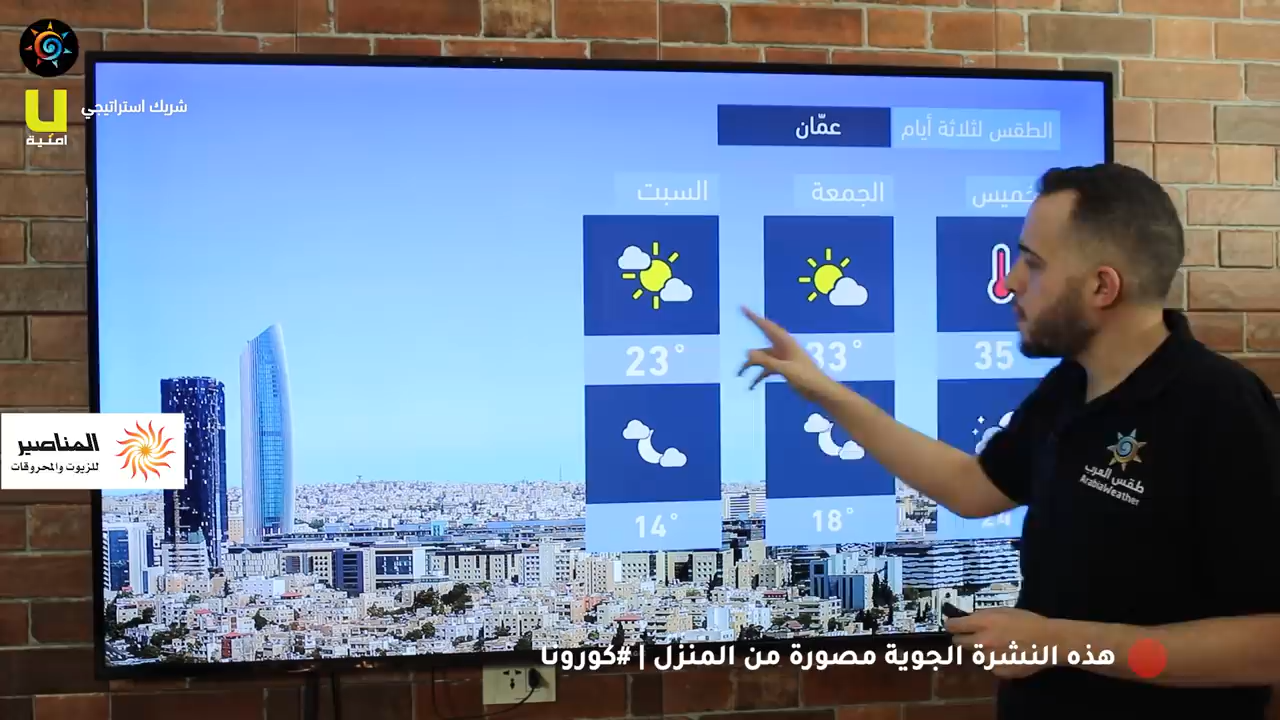 شريك استراتيجي
امنية
الطقس لثلاثة أيام
عمّان
السبت
الجمعة
23°
33°
35
14°
18°
24
المناصير
للزيوت والمحروقات
طقس العرب
ArabiaWeather
هذه النشرة الجوية مصورة من المنزل | #كورونا